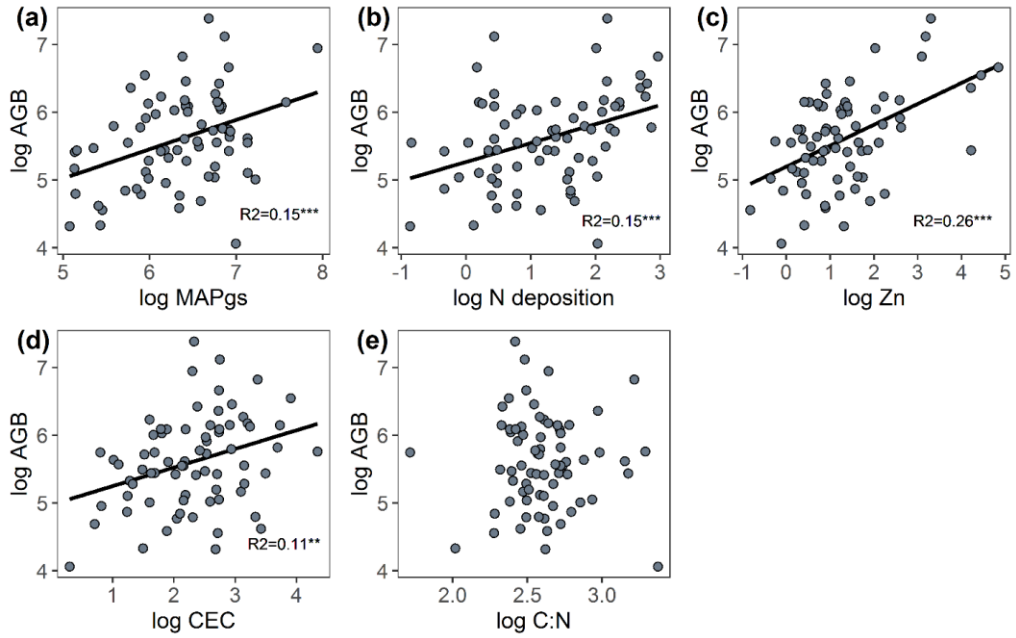 (a)
7
6
5
4
log AGB
R2=0.15***
5 6 7 8
log MAPgs
(b)
7
6
5
4
log AGB
R2=0.15***
-1 0 1 2 3
log N deposition
(c)
7
6
5
4
log AGB
R2=0.26***
-1 0 1 2 3 4 5
log Zn
(d)
7
6
5
4
log AGB
R2=0.11**
1 2 3 4
log CEC
(e)
7
6
5
4
log AGB
2.0 2.5 3.0
log C:N